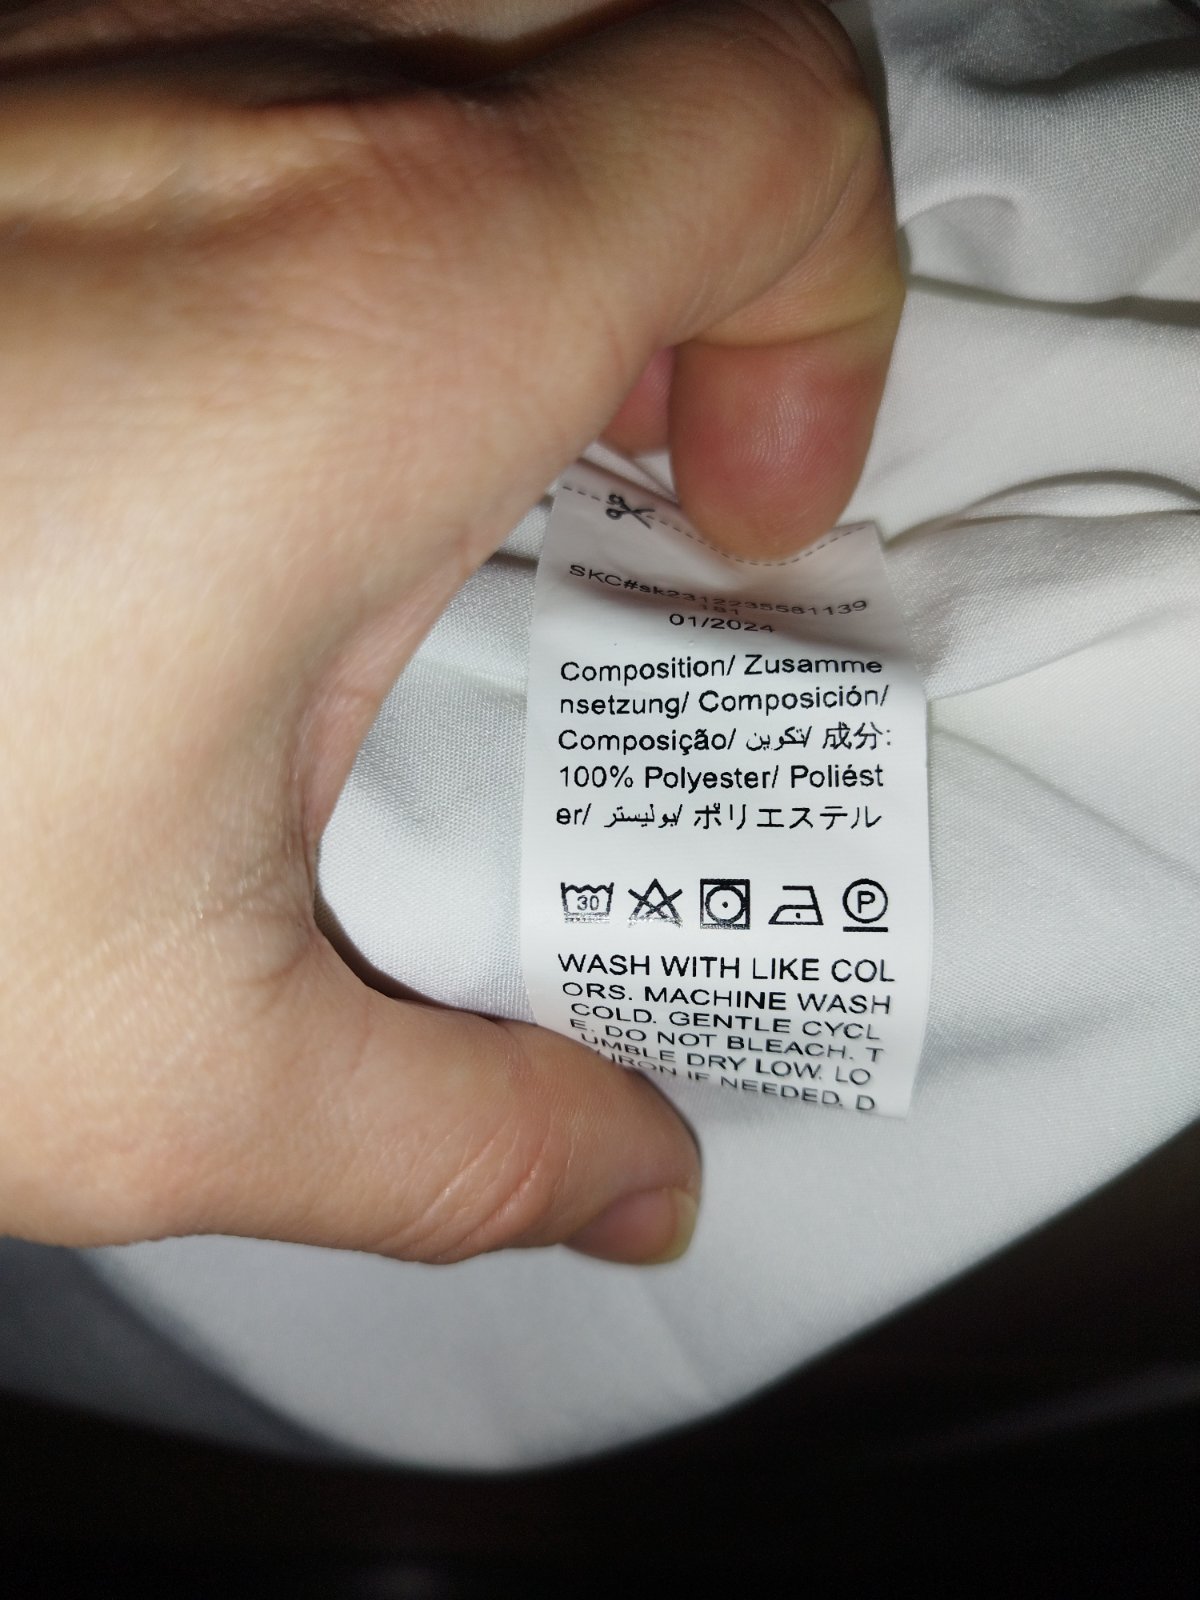 SKC#sk2312235581139
181
01/2024
Composition/ Zusamme
nsetzung/ Composición/
Composição/ تكوين/ 成分:
100% Polyester/ Poliést
er/ بوليستر/ ポリエステル
30 P
WASH WITH LIKE COL
ORS. MACHINE WASH
COLD. GENTLE CYCL
E. DO NOT BLEACH. T
UMBLE DRY LOW. LO
IRON IF NEEDED. D